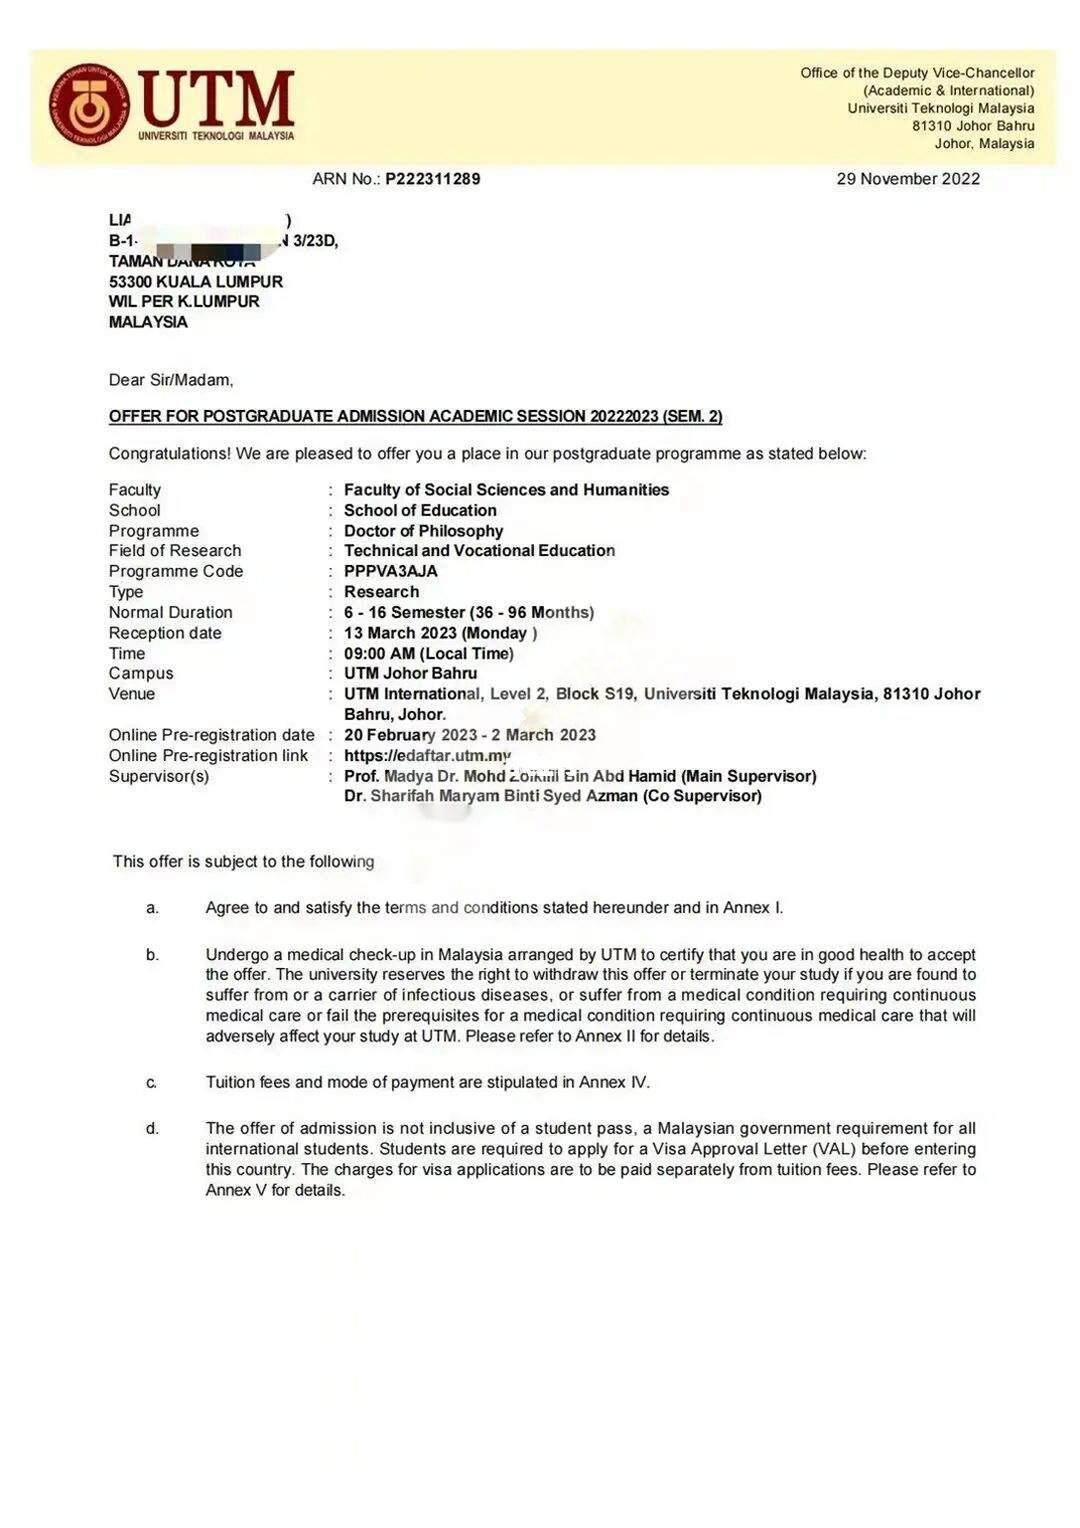 UTM
UNIVERSITI TEKNOLOGI MALAYSIA
Office of the Deputy Vice-Chancellor
(Academic & International)
Universiti Teknologi Malaysia
81310 Johor Bahru
Johor, Malaysia
ARN No.: P222311289 29 November 2022
)
3/23D,
TAMAN
53300 KUALA LUMPUR
WIL PER K.LUMPUR
MALAYSIA
Dear Sir/Madam,
OFFER FOR POSTGRADUATE ADMISSION ACADEMIC SESSION 20222023 (SEM. 2)
Congratulations! We are pleased to offer you a place in our postgraduate programme as stated below:
Faculty : Faculty of Social Sciences and Humanities
School : School of Education
Programme : Doctor of Philosophy
Field of Research : Technical and Vocational Education
Programme Code : PPPVA3AJA
Type : Research
Normal Duration : 6 - 16 Semester (36 - 96 Months)
Reception date : 13 March 2023 (Monday )
Time : 09:00 AM (Local Time)
Campus : UTM Johor Bahru
Venue : UTM International, Level 2, Block S19, Universiti Teknologi Malaysia, 81310 Johor
Bahru, Johor.
Online Pre-registration date : 20 February 2023 - 2 March 2023
Online Pre-registration link : https://edaftar.utm.my
Supervisor(s) : Prof. Madya Dr. Mohd Bin Abd Hamid (Main Supervisor)
Dr. Sharifah Maryam Binti Syed Azman (Co Supervisor)
This offer is subject to the following
a. Agree to and satisfy the terms and conditions stated hereunder and in Annex I.
b. Undergo a medical check-up in Malaysia arranged by UTM to certify that you are in good health to accept
the offer. The university reserves the right to withdraw this offer or terminate your study if you are found to
suffer from or a carrier of infectious diseases, or suffer from a medical condition requiring continuous
medical care or fail the prerequisites for a medical condition requiring continuous medical care that will
adversely affect your study at UTM. Please refer to Annex II for details.
c. Tuition fees and mode of payment are stipulated in Annex IV.
d. The offer of admission is not inclusive of a student pass, a Malaysian government requirement for all
international students. Students are required to apply for a Visa Approval Letter (VAL) before entering
this country. The charges for visa applications are to be paid separately from tuition fees. Please refer to
Annex V for details.